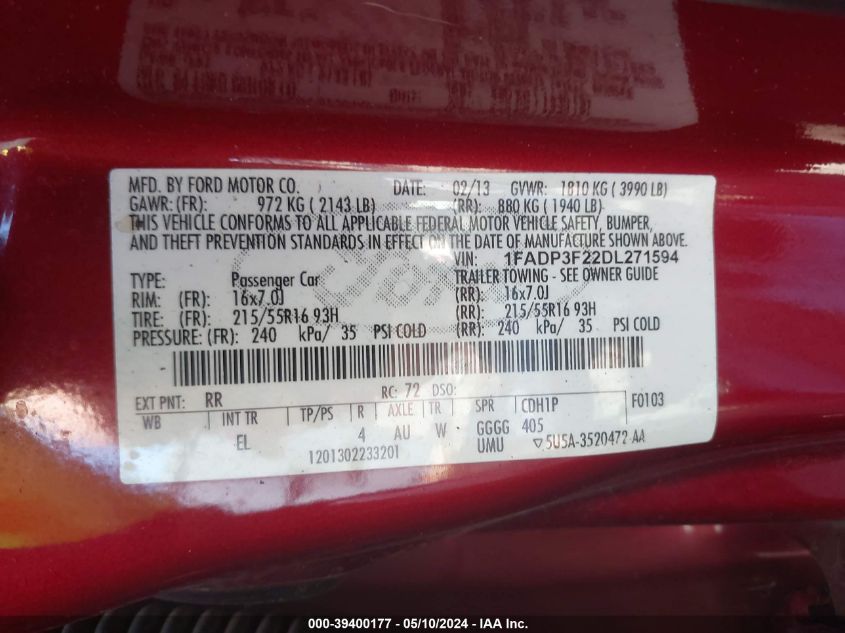 MFD. BY FORD MOTOR CO. DATE: 02/13 GVWR: 1810 KG ( 3990 LB)
GAWR: (FR): 972 KG ( 2143 LB) (RR): 880 KG ( 1940 LB)
THIS VEHICLE CONFORMS TO ALL APPLICABLE FEDERAL MOTOR VEHICLE SAFETY, BUMPER,
AND THEFT PREVENTION STANDARDS IN EFFECT ON THE DATE OF MANUFACTURE SHOWN ABOVE.
VIN: 1FADP3F22DL271594
TYPE: Passenger Car TRAILER TOWING - SEE OWNER GUIDE
RIM: (FR): 16x7.0J (RR): 16x7.0J
TIRE: (FR): 215/55R16 93H (RR): 215/55R16 93H
PRESSURE: (FR): 240 kPa/ 35 PSI COLD (RR): 240 kPa/ 35 PSI COLD
EXT PNT: RR RC: 72 DSO:
WB INT TR TP/PS R AXLE TR SPR CDH1P F0103
EL 4 AU W GGGG 405
1201302233201 UMU ▽5U5A-3520472 AA
000-39400177 — 05/10/2024 — IAA Inc.